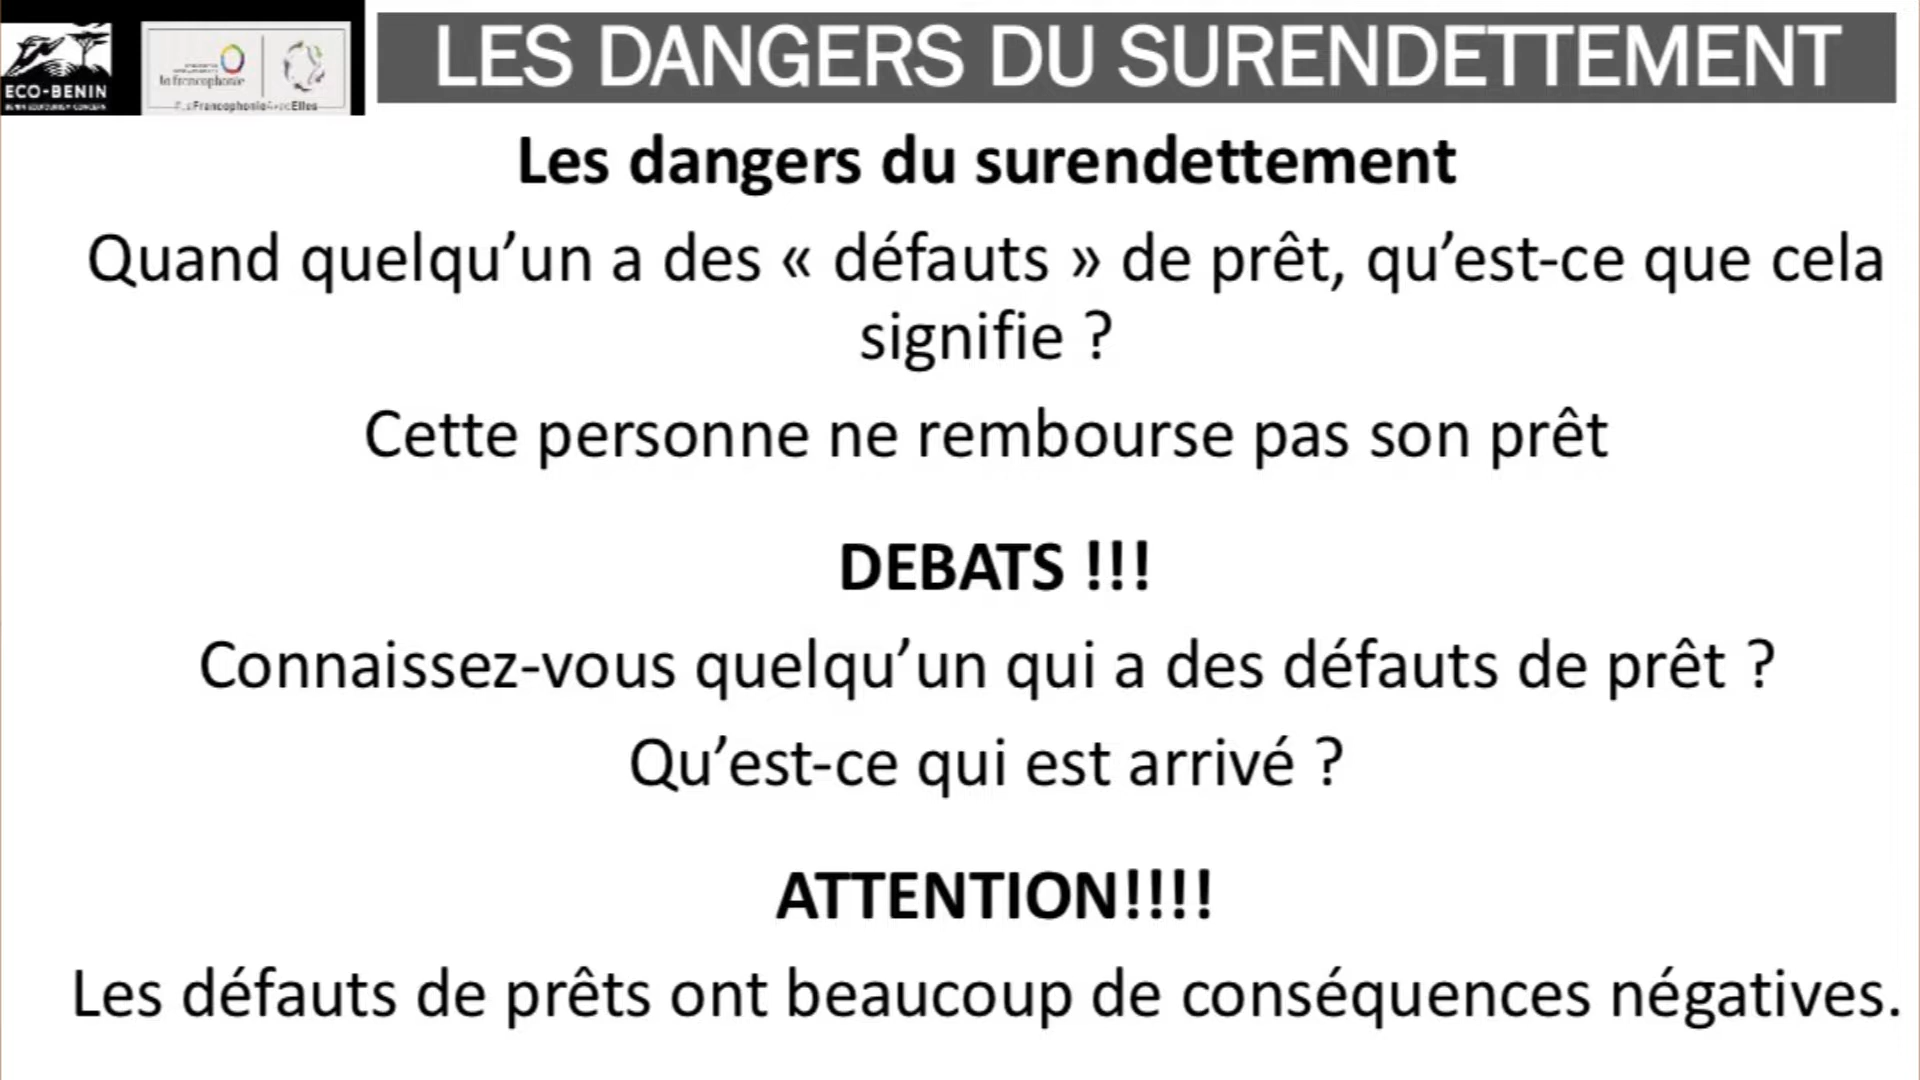 LES DANGERS DU SURENDETTEMENT
ECO-BENIN
la francophonie
Les dangers du surendettement
Quand quelqu’un a des « défauts » de prêt, qu’est-ce que cela
signifie ?
Cette personne ne rembourse pas son prêt
DEBATS !!!
Connaissez-vous quelqu’un qui a des défauts de prêt ?
Qu’est-ce qui est arrivé ?
ATTENTION!!!!
Les défauts de prêts ont beaucoup de conséquences négatives.